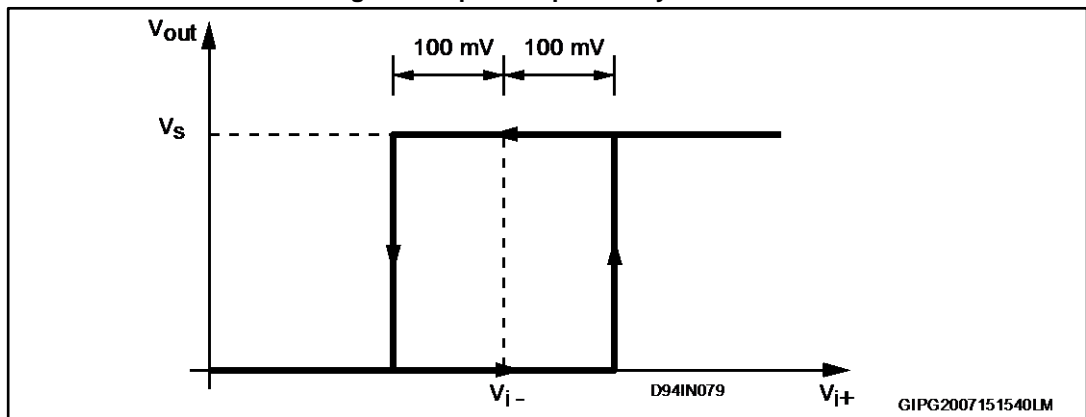 Vout
100 mV 100 mV
Vs
Vi - D94IN079 Vi+
GIPG2007151540LM